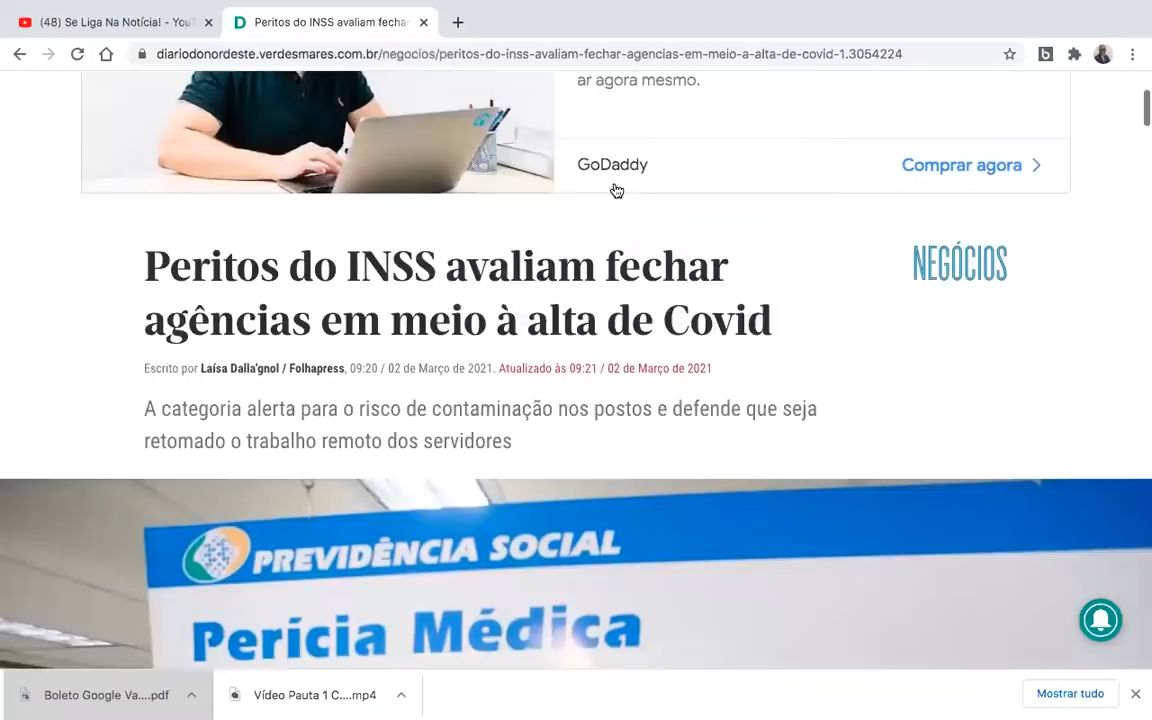 (48) Se Liga Na Notícia! - YouT
Peritos do INSS avaliam fechar
diariodonordeste.verdesmares.com.br/negocios/peritos-do-inss-avaliam-fechar-agencias-em-meio-a-alta-de-covid-1.3054224
ar agora mesmo.
GoDaddy
Comprar agora
Peritos do INSS avaliam fechar
agências em meio à alta de Covid
NEGÓCIOS
Escrito por Laísa Dalla'gnol / Folhapress, 09:20 / 02 de Março de 2021. Atualizado às 09:21 / 02 de Março de 2021
A categoria alerta para o risco de contaminação nos postos e defende que seja
retomado o trabalho remoto dos servidores
PREVIDÊNCIA SOCIAL
Perícia Médica
Boleto Google Va....pdf
Vídeo Pauta 1 C....mp4
Mostrar tudo